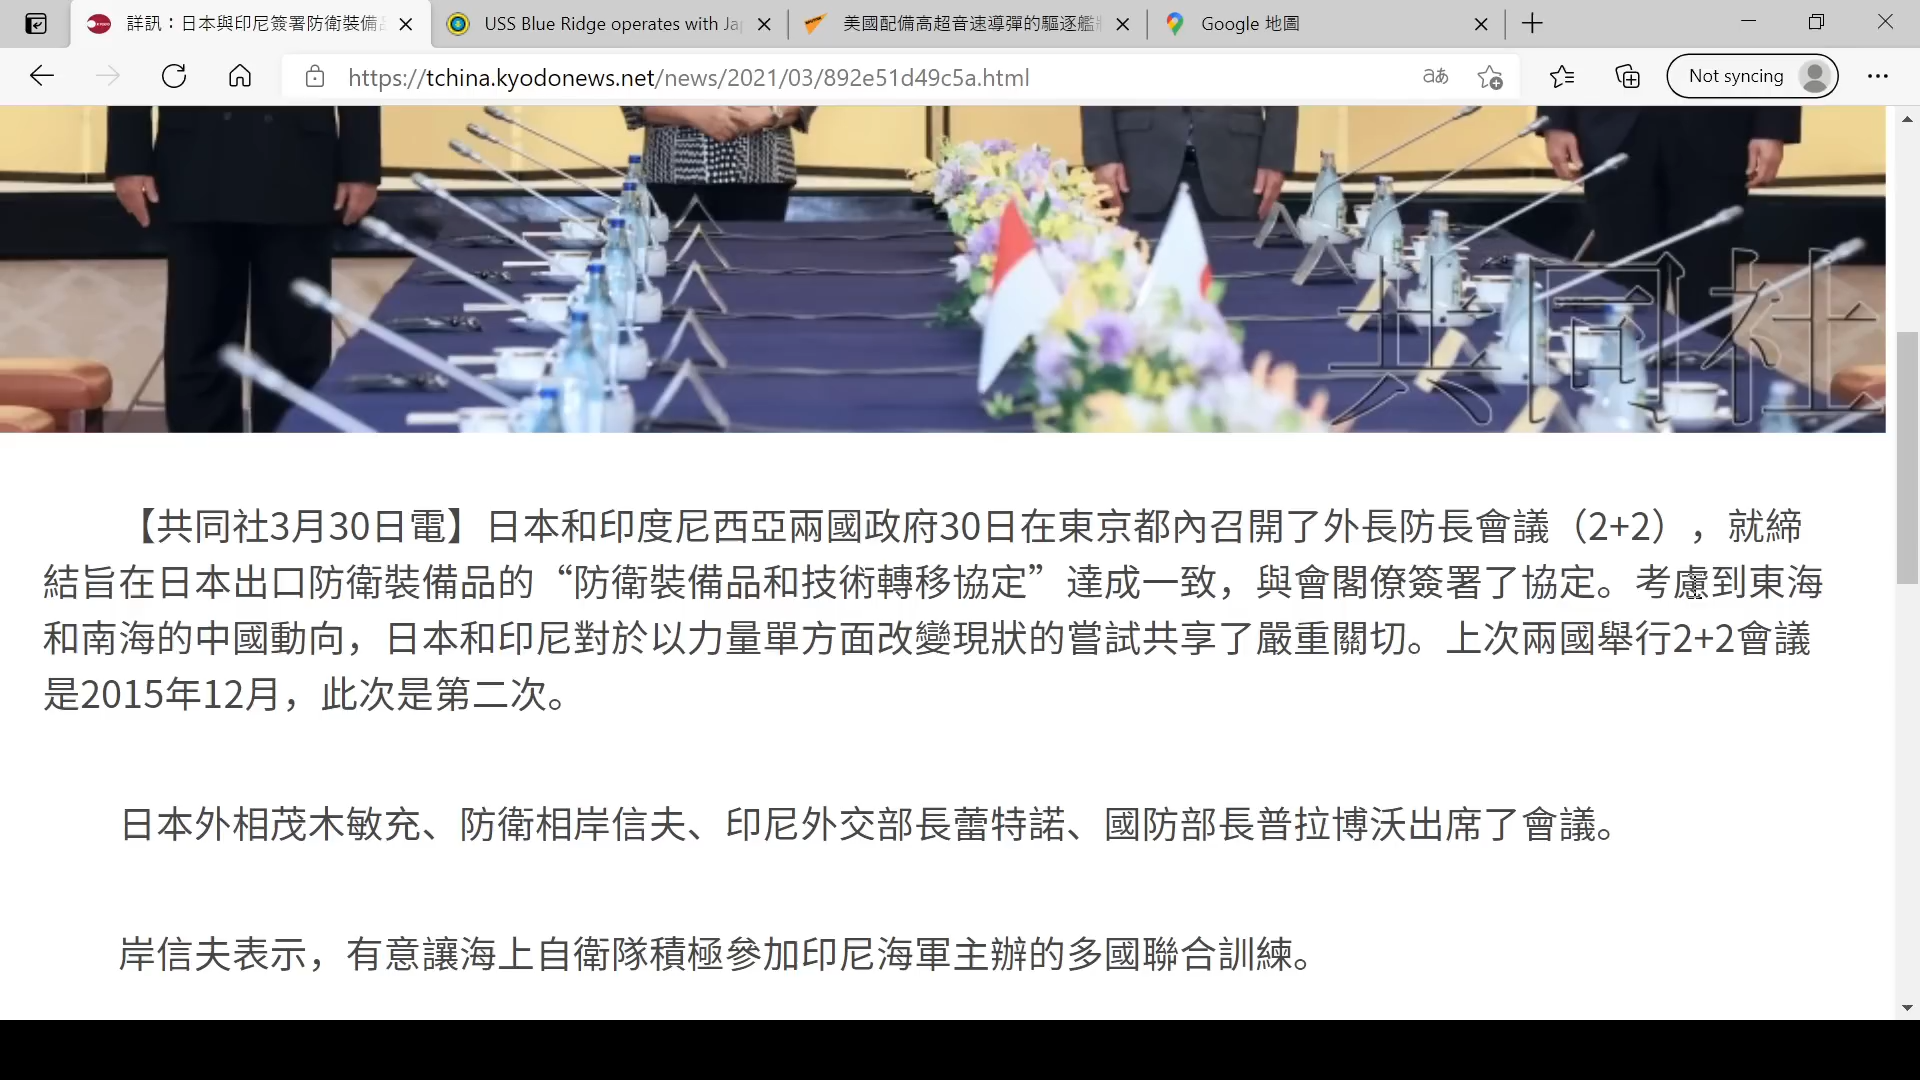 詳訊：日本與印尼簽署防衛裝備
USS Blue Ridge operates with Ja
美國配備高超音速導彈的驅逐艦
Google 地圖
https://tchina.kyodonews.net/news/2021/03/892e51d49c5a.html
aあ
Not syncing
共同社
【共同社3月30日電】日本和印度尼西亞兩國政府30日在東京都內召開了外長防長會議（2+2），就締
結旨在日本出口防衛裝備品的“防衛裝備品和技術轉移協定”達成一致，與會閣僚簽署了協定。考慮到東海
和南海的中國動向，日本和印尼對於以力量單方面改變現狀的嘗試共享了嚴重關切。上次兩國舉行2+2會議
是2015年12月，此次是第二次。
日本外相茂木敏充、防衛相岸信夫、印尼外交部長蕾特諾、國防部長普拉博沃出席了會議。
岸信夫表示，有意讓海上自衛隊積極參加印尼海軍主辦的多國聯合訓練。